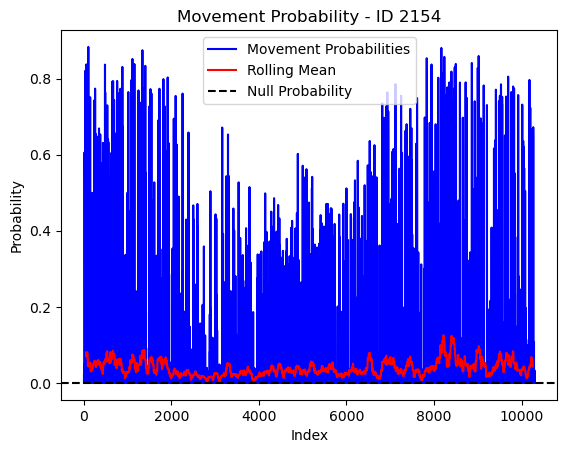 Movement Probability - ID 2154
Movement Probabilities
Rolling Mean
Null Probability
Probability
0.8
0.6
0.4
0.2
0.0
0 2000 4000 6000 8000 10000
Index